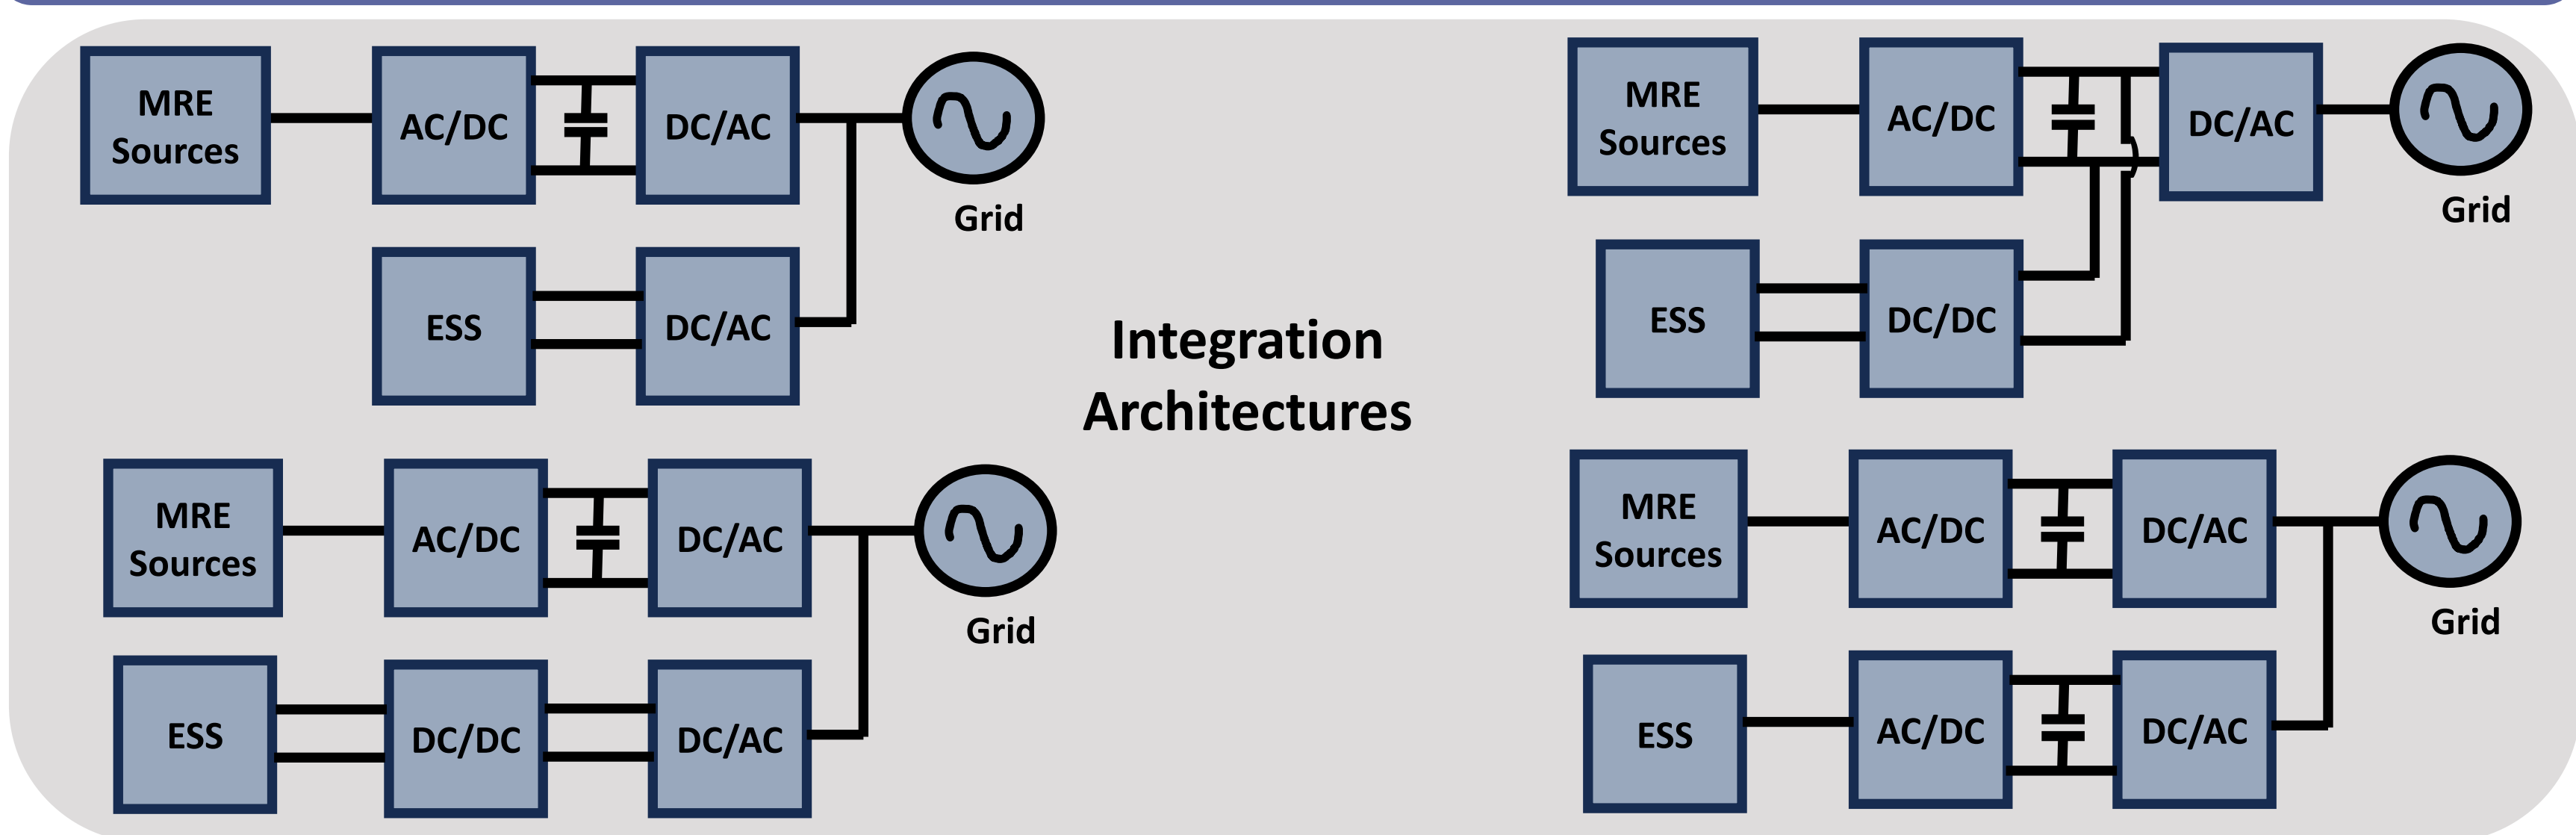 MRE
Sources
AC/DC
DC/AC
Grid
ESS
DC/AC
MRE
Sources
AC/DC
DC/AC
Grid
ESS
DC/DC
Integration
Architectures
MRE
Sources
AC/DC
DC/AC
Grid
ESS
DC/DC
DC/AC
MRE
Sources
AC/DC
DC/AC
Grid
ESS
AC/DC
DC/AC